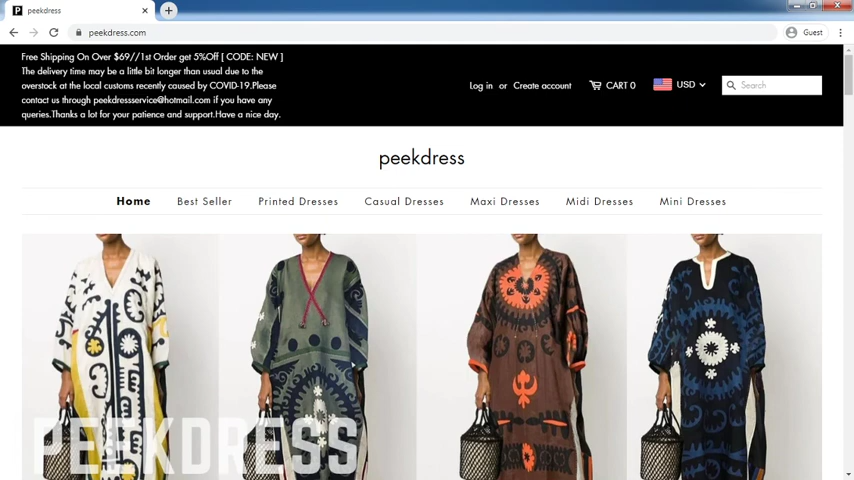 peekdress
peekdress.com
Guest
Free Shipping On Over $69//1st Order get 5%Off [ CODE: NEW ]
The delivery time may be a little bit longer than usual due to the
overstock at the local customs recently caused by COVID-19.Please
contact us through peekdressservice@hotmail.com if you have any
queries.Thanks a lot for your patience and support.Have a nice day.
Log in or Create account CART 0 USD Search
peekdress
Home Best Seller Printed Dresses Casual Dresses Maxi Dresses Midi Dresses Mini Dresses
PEEKDRESS